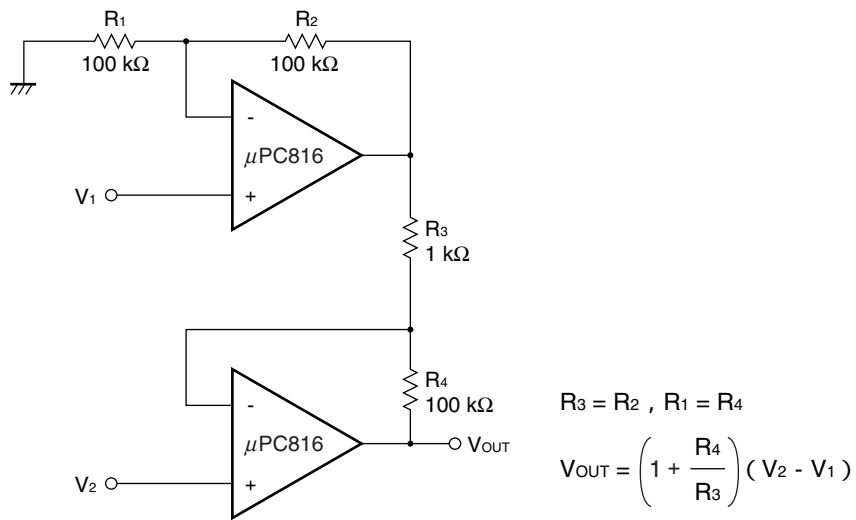 R1
100 kΩ
R2
100 kΩ
-
μPC816
+
V1
R3
1 kΩ
R4
100 kΩ
-
μPC816
+
V2
VOUT
R3 = R2 , R1 = R4
VOUT = (1 + R4/R3) ( V2 - V1 )